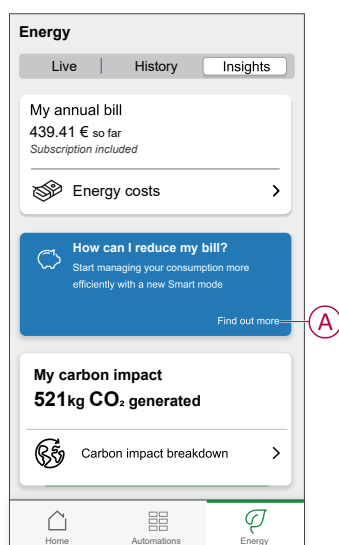 Energy
Live History Insights
My annual bill
439.41 € so far
Subscription included
Energy costs
How can I reduce my bill?
Start managing your consumption more
efficiently with a new Smart mode
Find out more
A
My carbon impact
521kg CO₂ generated
Carbon impact breakdown
Home Automations Energy